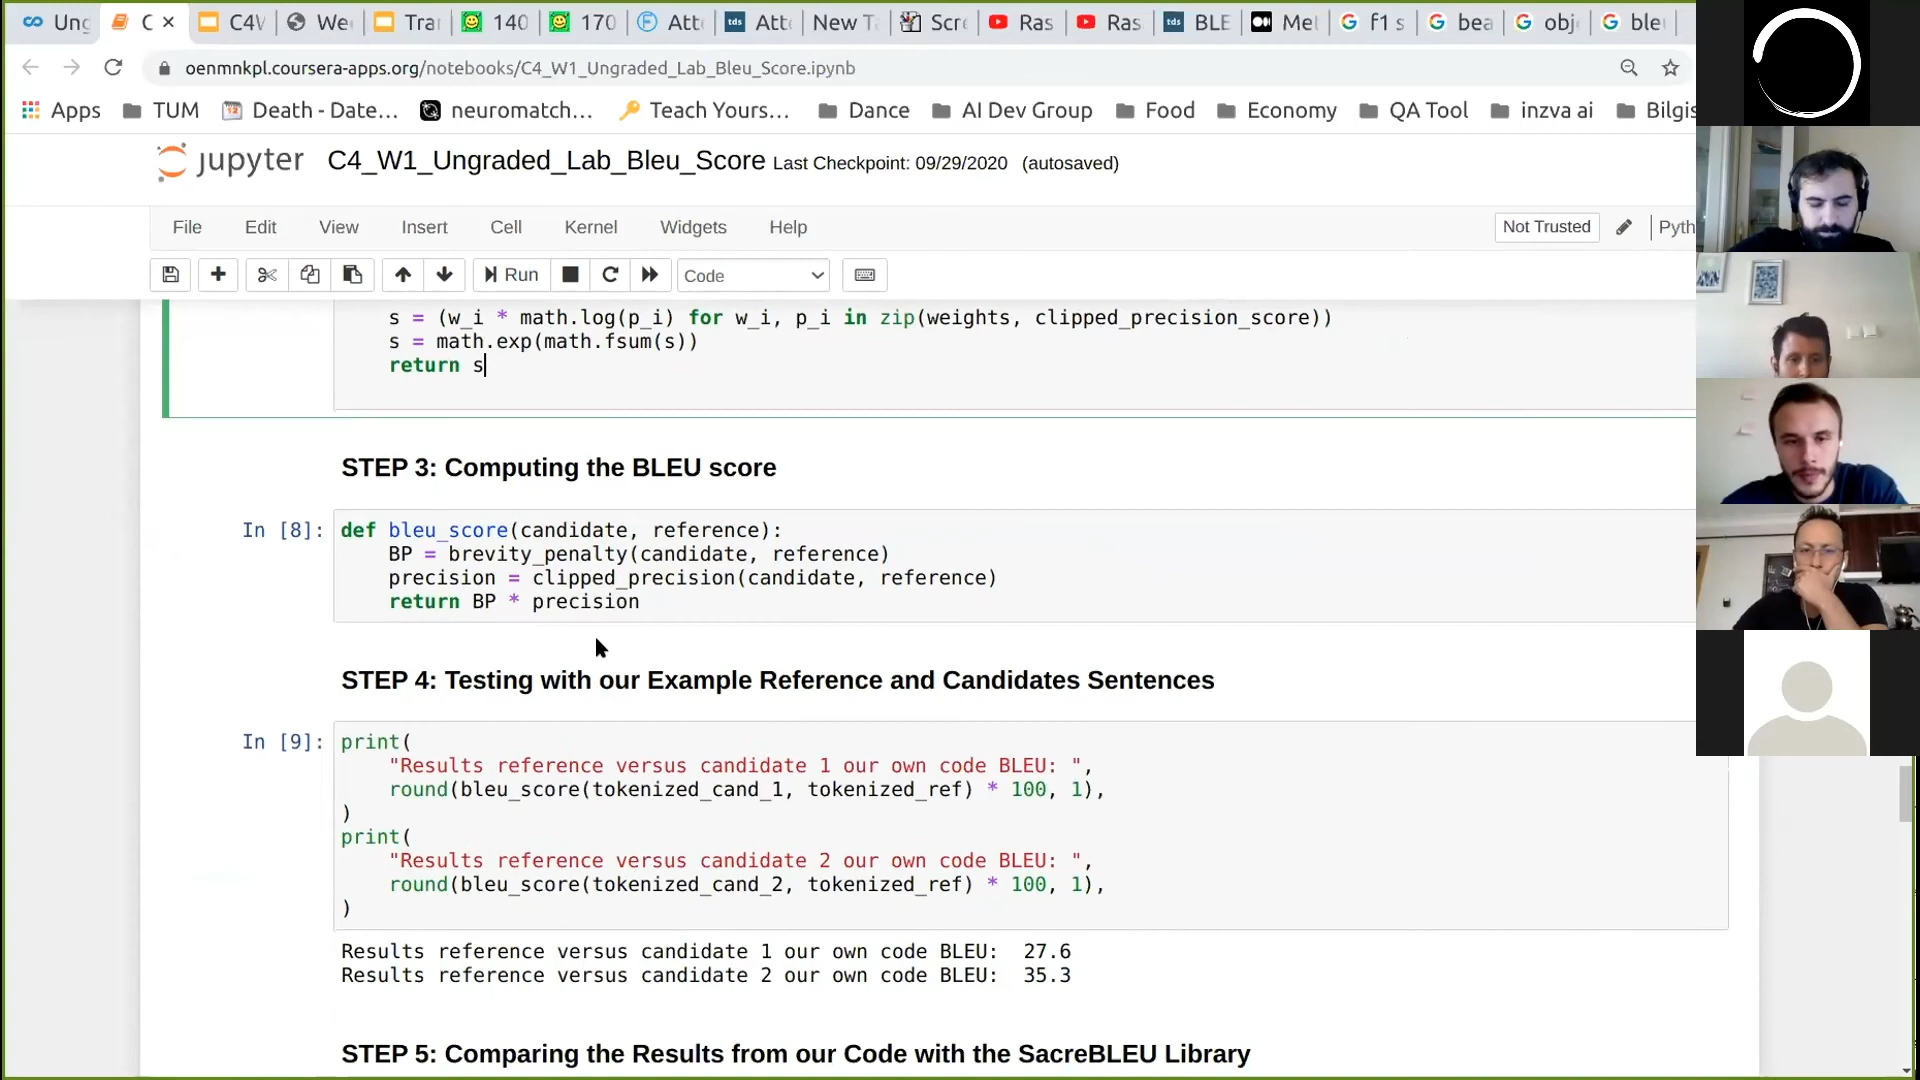 Ung
C
C4W
We
Tra
140
170
Atte
tds
Atte
New Ta
Scre
Ras
Ras
tds
BLE
Me
f1 s
bea
obj
ble
oenmnkpl.coursera-apps.org/notebooks/C4_W1_Ungraded_Lab_Bleu_Score.ipynb
Apps
TUM
Death - Date...
neuromatch...
Teach Yours...
Dance
AI Dev Group
Food
Economy
QA Tool
inzva ai
Bilgis
jupyter
C4_W1_Ungraded_Lab_Bleu_Score Last Checkpoint: 09/29/2020 (autosaved)
File Edit View Insert Cell Kernel Widgets Help
Not Trusted
Pyth
Run
Code
s = (w_i * math.log(p_i) for w_i, p_i in zip(weights, clipped_precision_score))
s = math.exp(math.fsum(s))
return s
STEP 3: Computing the BLEU score
In [8]:
def bleu_score(candidate, reference):
BP = brevity_penalty(candidate, reference)
precision = clipped_precision(candidate, reference)
return BP * precision
STEP 4: Testing with our Example Reference and Candidates Sentences
In [9]:
print(
"Results reference versus candidate 1 our own code BLEU: ",
round(bleu_score(tokenized_cand_1, tokenized_ref) * 100, 1),
)
print(
"Results reference versus candidate 2 our own code BLEU: ",
round(bleu_score(tokenized_cand_2, tokenized_ref) * 100, 1),
)
Results reference versus candidate 1 our own code BLEU:  27.6
Results reference versus candidate 2 our own code BLEU:  35.3
STEP 5: Comparing the Results from our Code with the SacreBLEU Library